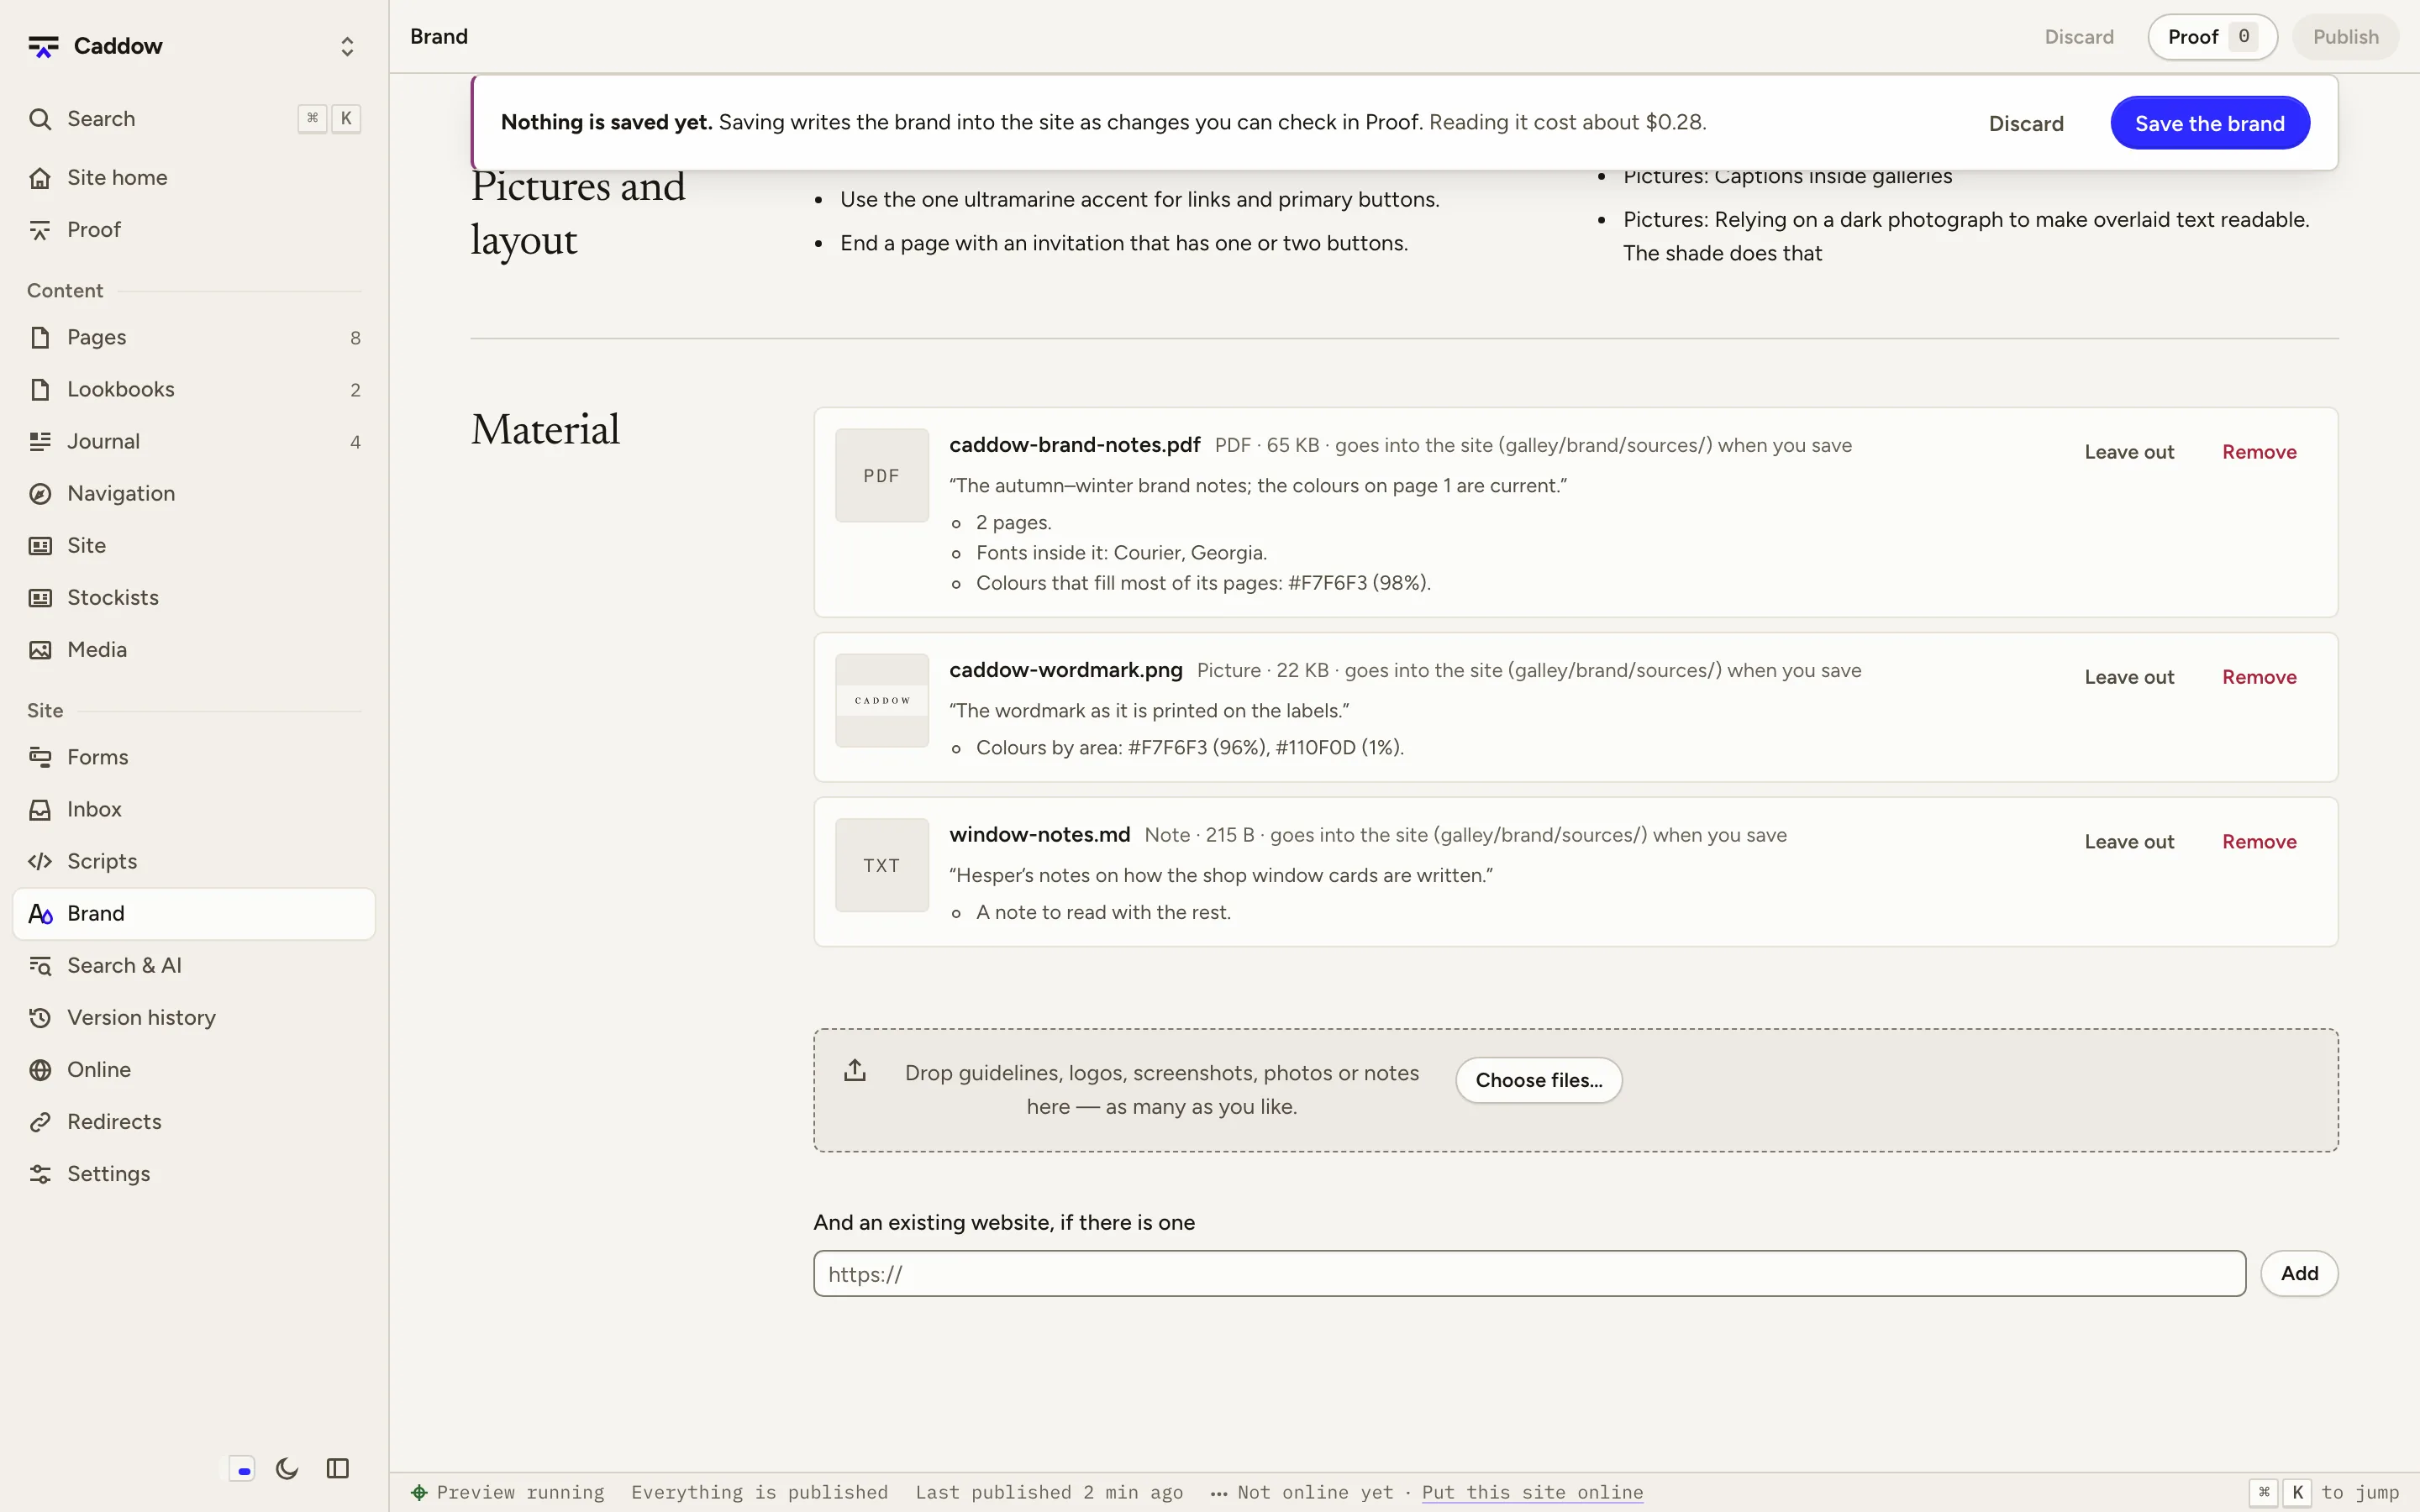 Caddow
Search
⌘ K
Site home
Proof
Content
Pages 8
Lookbooks 2
Journal 4
Navigation
Site
Stockists
Media
Site
Forms
Inbox
Scripts
Brand
Search & AI
Version history
Online
Redirects
Settings
Brand
Discard
Proof 0
Publish
Nothing is saved yet. Saving writes the brand into the site as changes you can check in Proof. Reading it cost about $0.28.
Discard
Save the brand
Pictures and
layout
• Use the one ultramarine accent for links and primary buttons.
• End a page with an invitation that has one or two buttons.
• Pictures: Captions inside galleries
• Pictures: Relying on a dark photograph to make overlaid text readable.
The shade does that
Material
PDF
caddow-brand-notes.pdf PDF · 65 KB · goes into the site (galley/brand/sources/) when you save
“The autumn–winter brand notes; the colours on page 1 are current.”
2 pages.
Fonts inside it: Courier, Georgia.
Colours that fill most of its pages: #F7F6F3 (98%).
Leave out
Remove
CADDOW
caddow-wordmark.png Picture · 22 KB · goes into the site (galley/brand/sources/) when you save
“The wordmark as it is printed on the labels.”
Colours by area: #F7F6F3 (96%), #110F0D (1%).
Leave out
Remove
TXT
window-notes.md Note · 215 B · goes into the site (galley/brand/sources/) when you save
“Hesper’s notes on how the shop window cards are written.”
A note to read with the rest.
Leave out
Remove
Drop guidelines, logos, screenshots, photos or notes
here — as many as you like.
Choose files…
And an existing website, if there is one
https://
Add
Preview running
Everything is published
Last published 2 min ago
Not online yet · Put this site online
⌘ K to jump